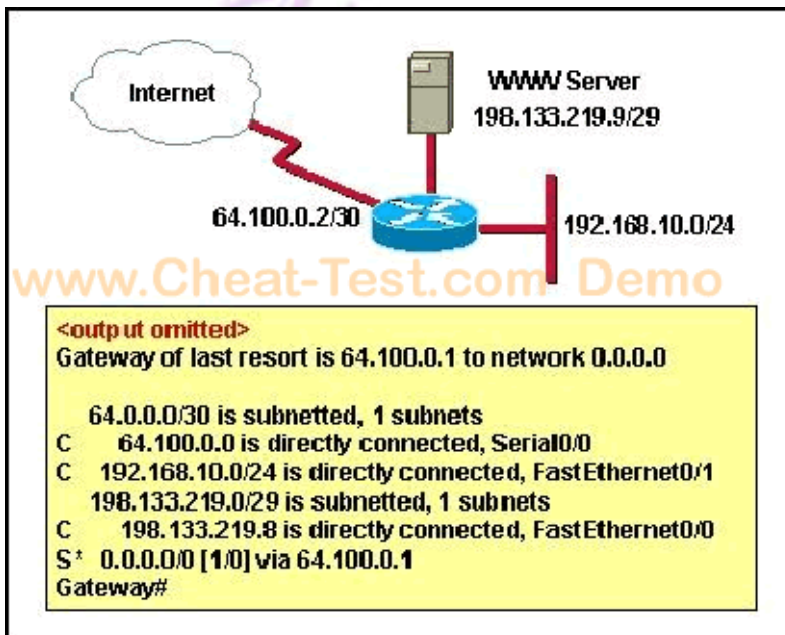 Internet
WWW Server
198.133.219.9/29
64.100.0.2/30
192.168.10.0/24
www.Cheat-Test.com Demo
<output omitted>
Gateway of last resort is 64.100.0.1 to network 0.0.0.0
64.0.0.0/30 is subnetted, 1 subnets
C 64.100.0.0 is directly connected, Serial0/0
C 192.168.10.0/24 is directly connected, FastEthernet0/1
198.133.219.0/29 is subnetted, 1 subnets
C 198.133.219.8 is directly connected, FastEthernet0/0
S* 0.0.0.0/0 [1/0] via 64.100.0.1
Gateway#